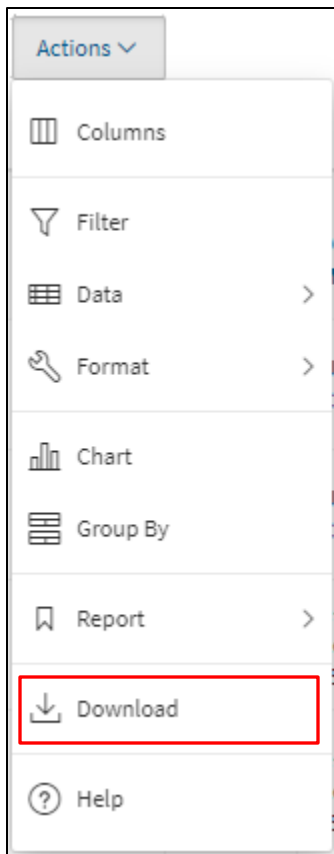 Actions
Columns
Filter
Data
Format
Chart
Group By
Report
Download
Help